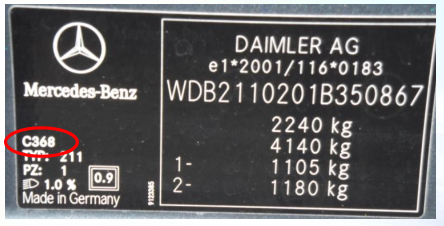 DAIMLER AG
e1*2001/116*0183
Mercedes-Benz
WDB2110201B350867
2240 kg
4140 kg
1- 1105 kg
2- 1180 kg
C368
TYP: 211
PZ: 1
1.0 % 0.9
Made in Germany
9123385